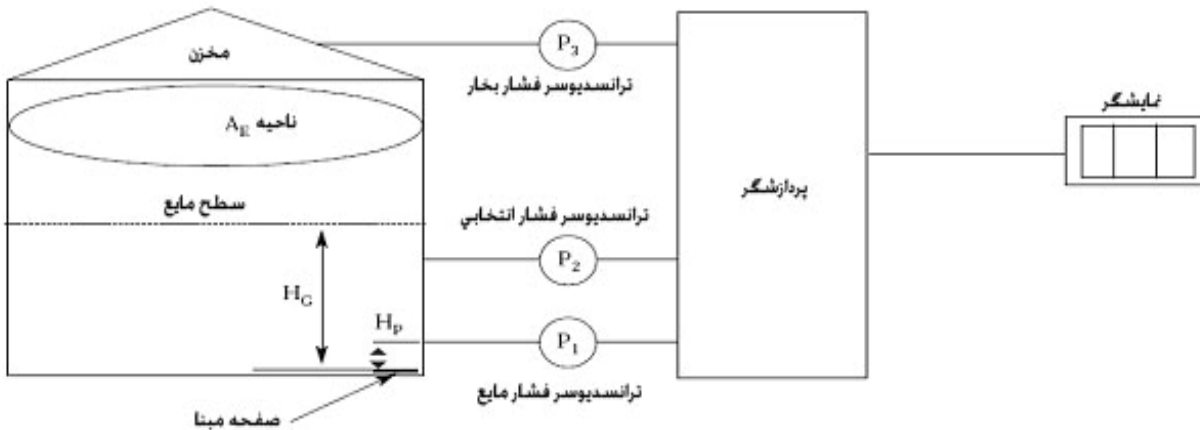 مخزن
P3
ترانسدیوسر فشار بخار
نمایشگر
ناحیه AE
پردازشگر
سطح مایع
ترانسدیوسر فشار انتخابي
P2
HG
HP
P1
ترانسدیوسر فشار مایع
صفحه مبنا